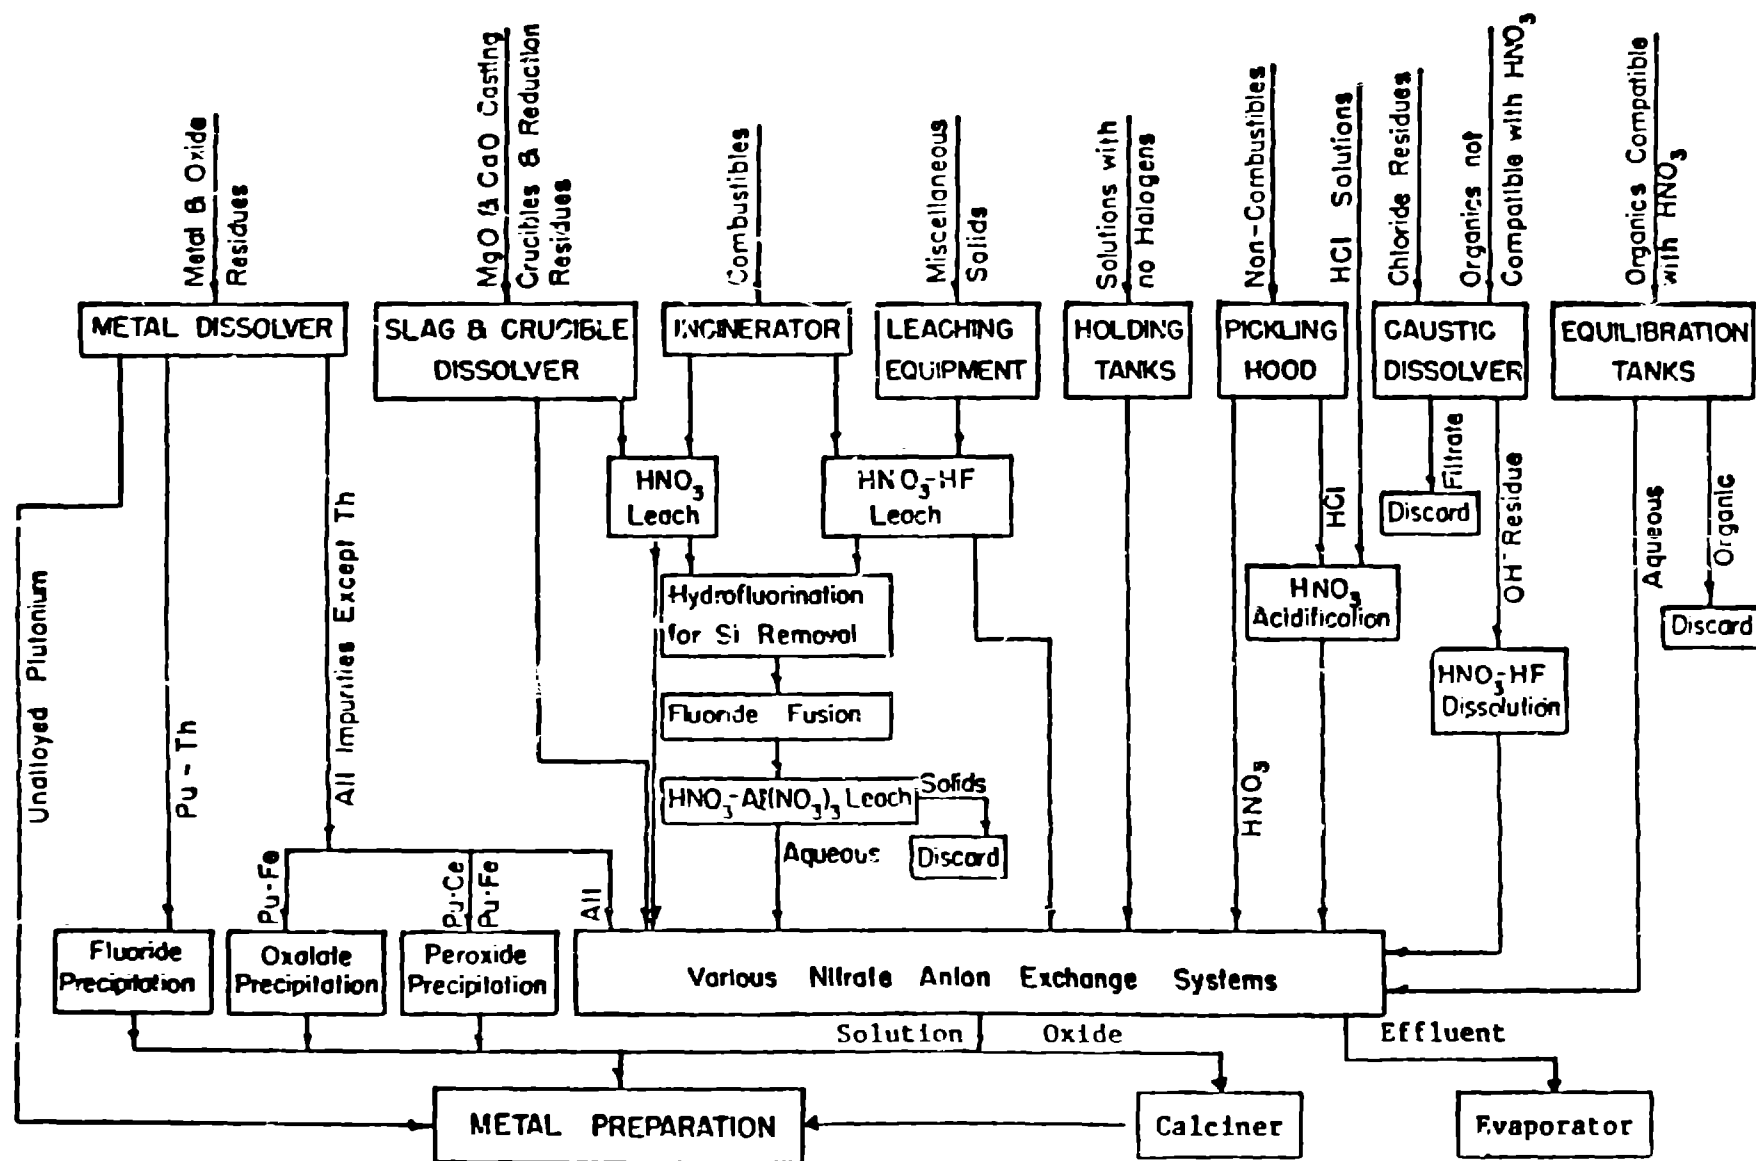 Metal & Oxide
Residues
MgO & CaO Casting
Crucibles & Reduction
Residues
Combustibles
Miscellaneous
Solids
Solutions with
no Halogens
Non-Combustibles
HCl Solutions
Chloride Residues
Organics not
Compatible with HNO₃
Organics Compatible
with HNO₃
METAL DISSOLVER
SLAG & CRUCIBLE
DISSOLVER
INCINERATOR
LEACHING
EQUIPMENT
HOLDING
TANKS
PICKLING
HOOD
CAUSTIC
DISSOLVER
EQUILIBRATION
TANKS
HNO₃
Leach
HNO₃-HF
Leach
HCl
Filtrate
Discard
OH⁻ Residue
Aqueous
Organic
Discard
Unalloyed Plutonium
Pu - Th
All Impurities Except Th
Hydrofluorination
for Si Removal
HNO₃
Acidification
HNO₃-HF
Dissolution
Fluoride Fusion
HNO₃-Al(NO₃)₃ Leach
Solids
Aqueous
Discard
HNO₃
Pu-Fe
Pu-Ce
Pu-Fe
All
Fluoride
Precipitation
Oxalate
Precipitation
Peroxide
Precipitation
Various Nitrate Anion Exchange Systems
Solution Oxide
Effluent
METAL PREPARATION
Calciner
Evaporator